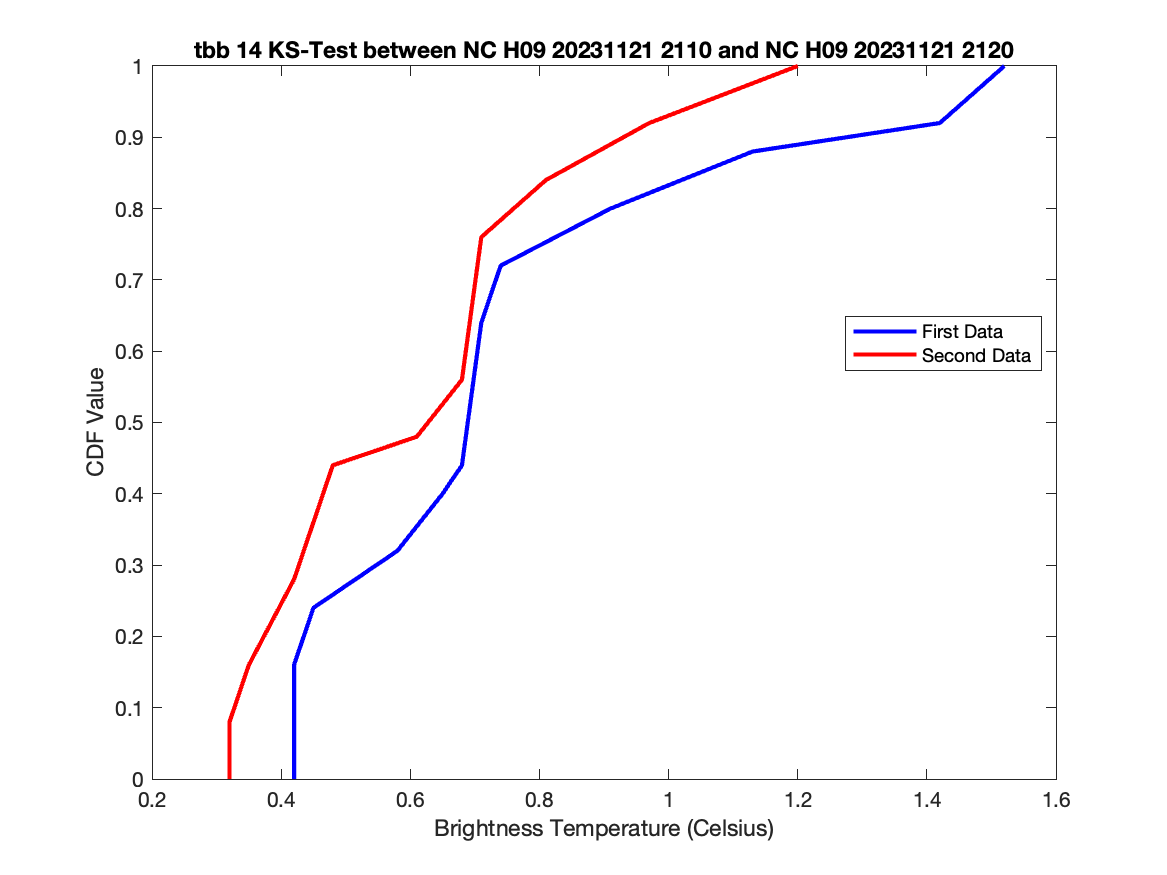 tbb 14 KS-Test between NC H09 20231121 2110 and NC H09 20231121 2120
1
0.9
0.8
0.7
0.6
0.5
0.4
0.3
0.2
0.1
0
CDF Value
First Data
Second Data
0.2 0.4 0.6 0.8 1 1.2 1.4 1.6
Brightness Temperature (Celsius)